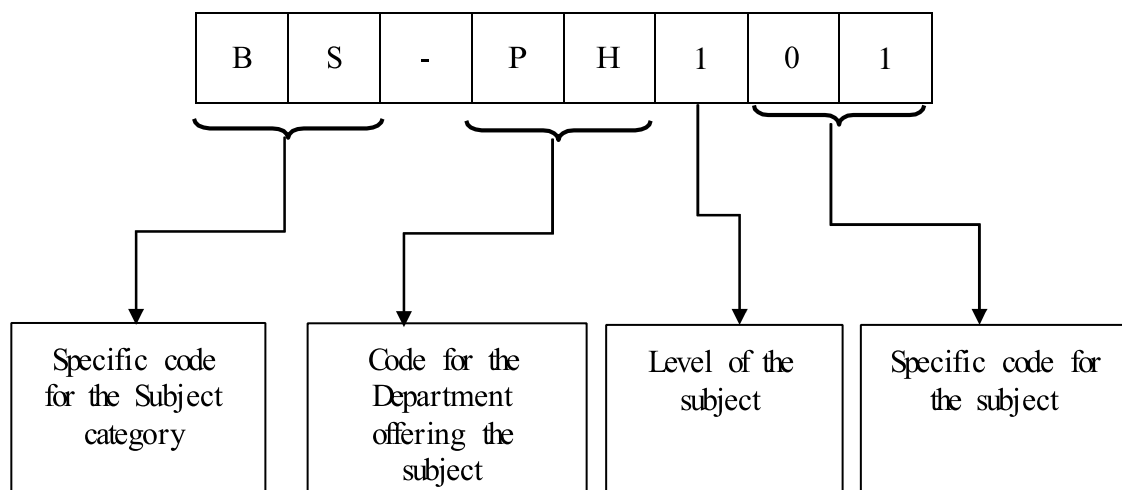 B S - P H 1 0 1
Specific code
for the Subject
category
Code for the
Department
offering the
subject
Level of the
subject
Specific code for
the subject